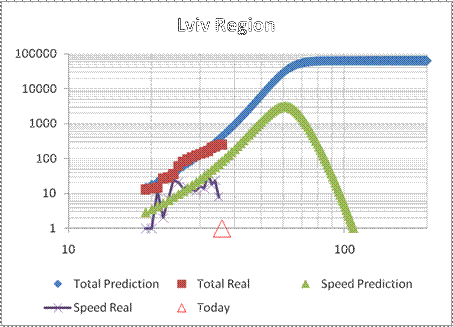 Lviv Region
100000
10000
1000
100
10
1
10 100
Total Prediction Total Real Speed Prediction
Speed Real Today